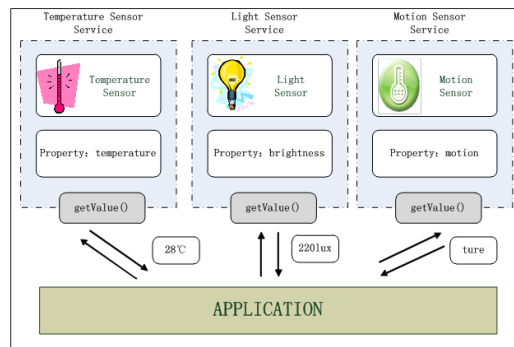 Temperature Sensor
Service
Light Sensor
Service
Motion Sensor
Service
Temperature
Sensor
Light
Sensor
Motion
Sensor
Property: temperature
Property: brightness
Property: motion
getValue()
getValue()
getValue()
28℃
220lux
ture
APPLICATION